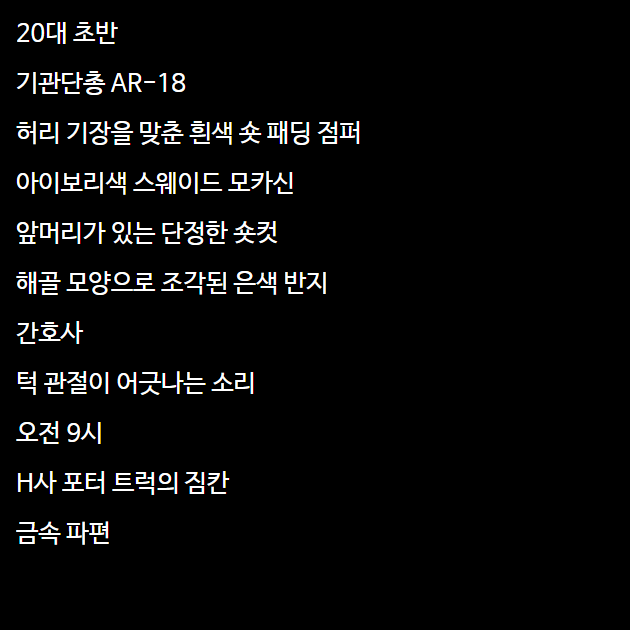 20대 초반
기관단총 AR-18
허리 기장을 맞춘 흰색 숏 패딩 점퍼
아이보리색 스웨이드 모카신
앞머리가 있는 단정한 숏컷
해골 모양으로 조각된 은색 반지
간호사
턱 관절이 어긋나는 소리
오전 9시
H사 포터 트럭의 짐칸
금속 파편